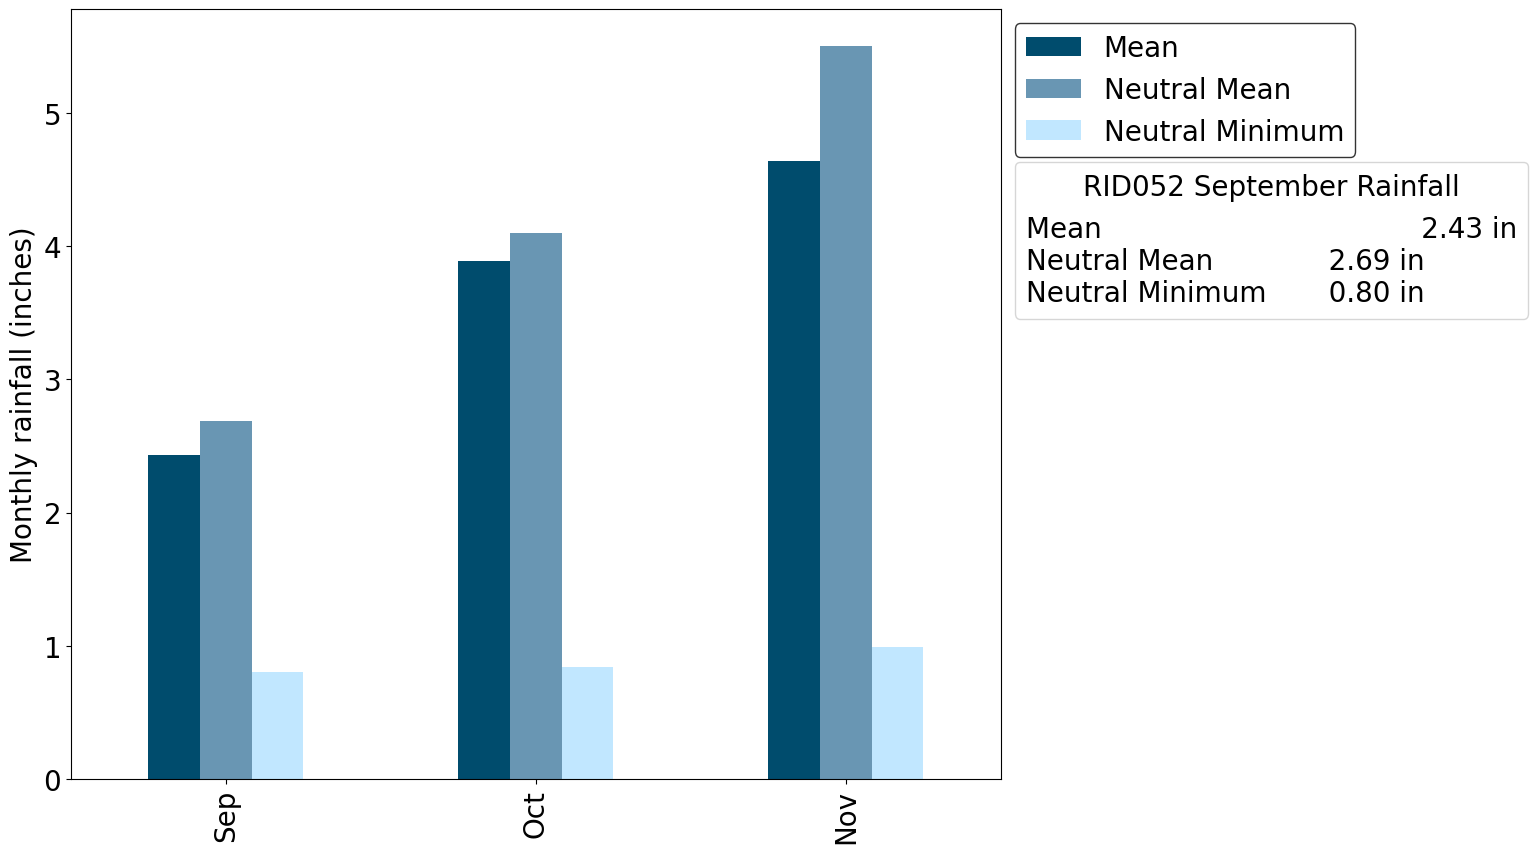 Monthly rainfall (inches)
5
4
3
2
1
0
Sep
Oct
Nov
Mean
Neutral Mean
Neutral Minimum
RID052 September Rainfall
Mean 2.43 in
Neutral Mean 2.69 in
Neutral Minimum 0.80 in